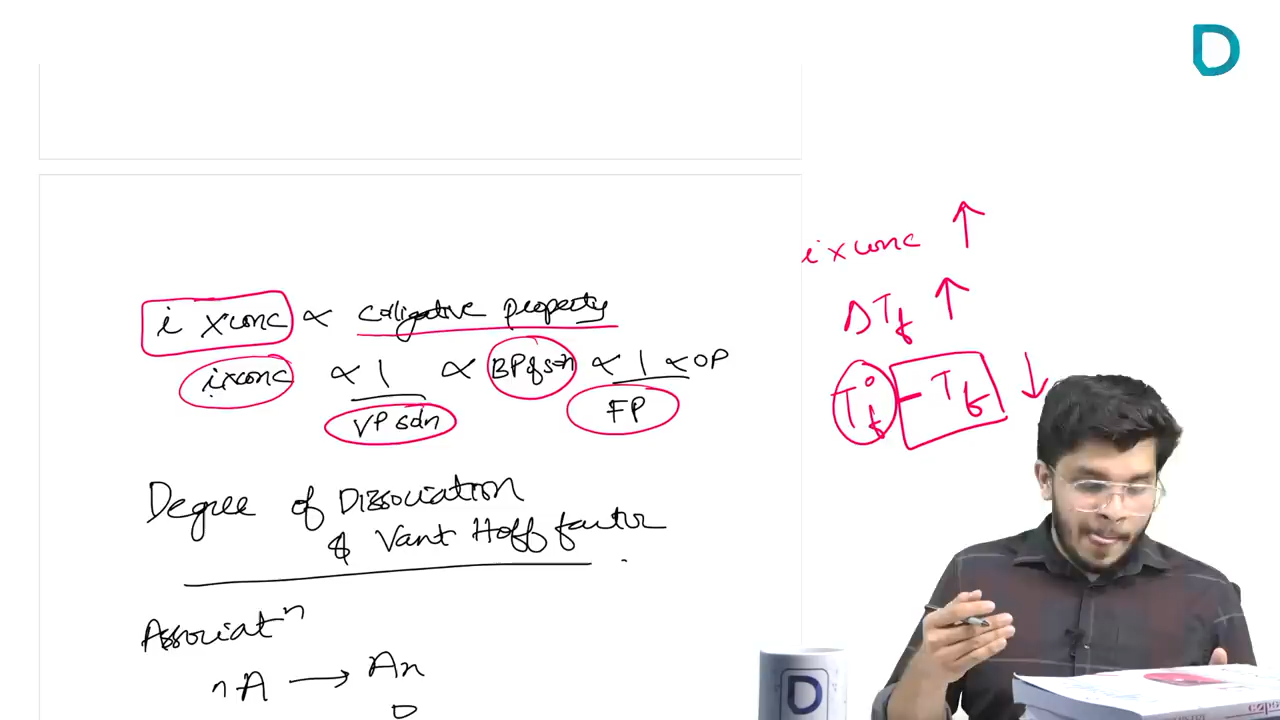 D
i x conc ∝ colligative property
i x conc ∝ 1/VP soln ∝ BP of soln ∝ 1/FP ∝ OP
Degree of Dissociation
& Vant Hoff factor
Associatⁿ
nA → An
i x conc ↑
ΔTf ↑
Tf° - Tf ↓
D